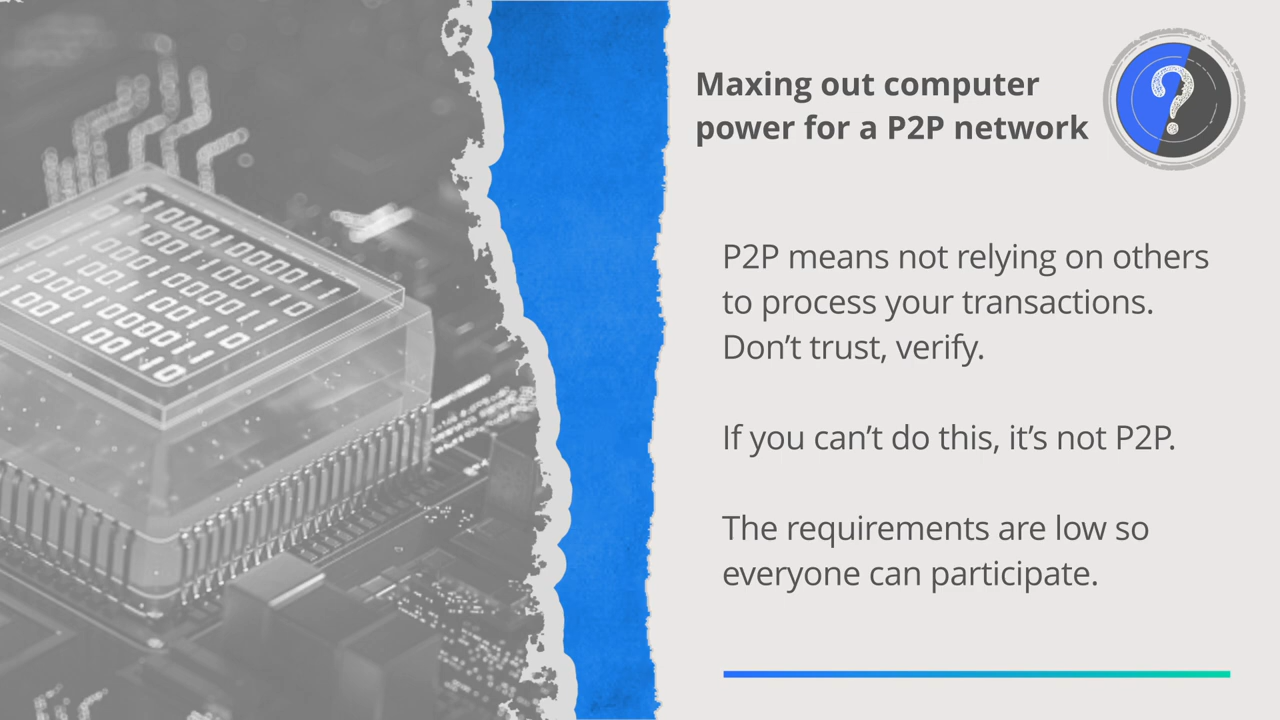 Maxing out computer
power for a P2P network
?
P2P means not relying on others
to process your transactions.
Don’t trust, verify.
If you can’t do this, it’s not P2P.
The requirements are low so
everyone can participate.